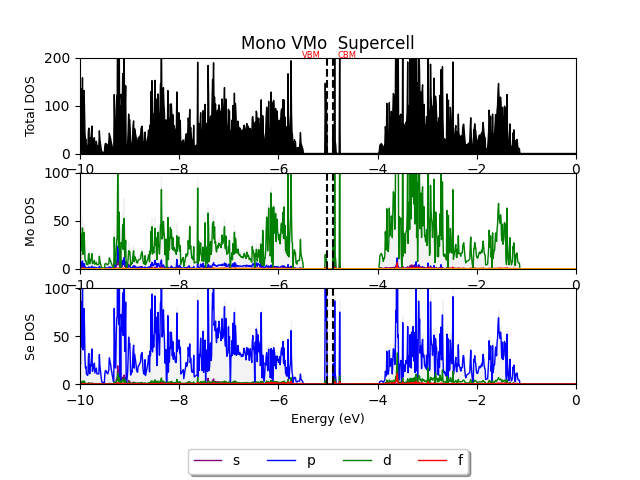 Mono VMo  Supercell
VBM CBM
200
100
0
Total DOS
−10 −8 −6 −4 −2 0
100
50
0
Mo DOS
−10 −8 −6 −4 −2 0
100
50
0
Se DOS
−10 −8 −6 −4 −2 0
Energy (eV)
s p d f